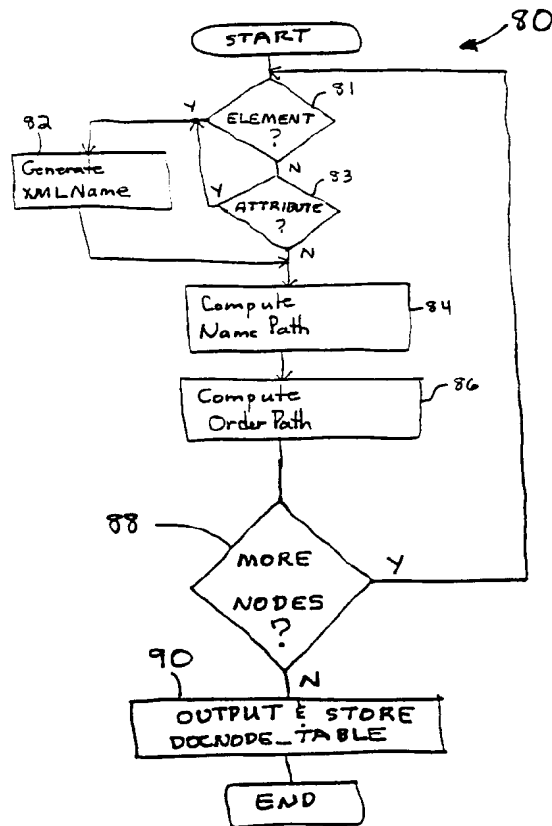 80
START
81
ELEMENT
?
Y
N
82
Generate
XMLName
83
ATTRIBUTE
?
Y
N
84
Compute
Name Path
86
Compute
Order Path
88
MORE
NODES
?
Y
N
90
OUTPUT & STORE
DOCNODE_TABLE
END